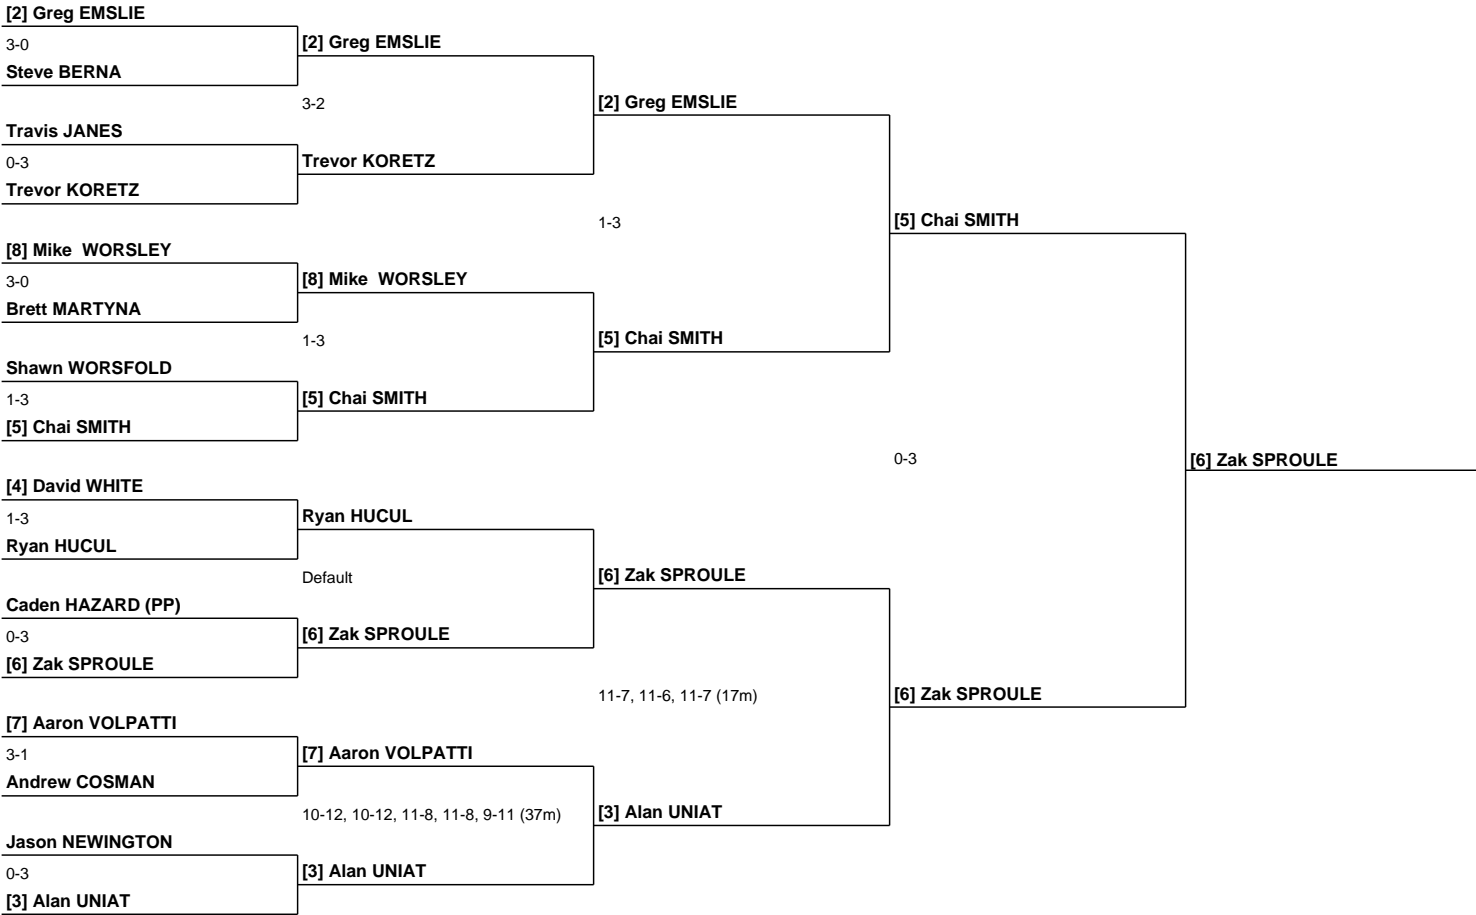 [2] Greg EMSLIE
3-0
Steve BERNA
Travis JANES
0-3
Trevor KORETZ
[8] Mike  WORSLEY
3-0
Brett MARTYNA
Shawn WORSFOLD
1-3
[5] Chai SMITH
[4] David WHITE
1-3
Ryan HUCUL
Caden HAZARD (PP)
0-3
[6] Zak SPROULE
[7] Aaron VOLPATTI
3-1
Andrew COSMAN
Jason NEWINGTON
0-3
[3] Alan UNIAT
[2] Greg EMSLIE
3-2
Trevor KORETZ
[8] Mike  WORSLEY
1-3
[5] Chai SMITH
Ryan HUCUL
Default
[6] Zak SPROULE
[7] Aaron VOLPATTI
10-12, 10-12, 11-8, 11-8, 9-11 (37m)
[3] Alan UNIAT
[2] Greg EMSLIE
1-3
[5] Chai SMITH
[6] Zak SPROULE
11-7, 11-6, 11-7 (17m)
[3] Alan UNIAT
[5] Chai SMITH
0-3
[6] Zak SPROULE
[6] Zak SPROULE